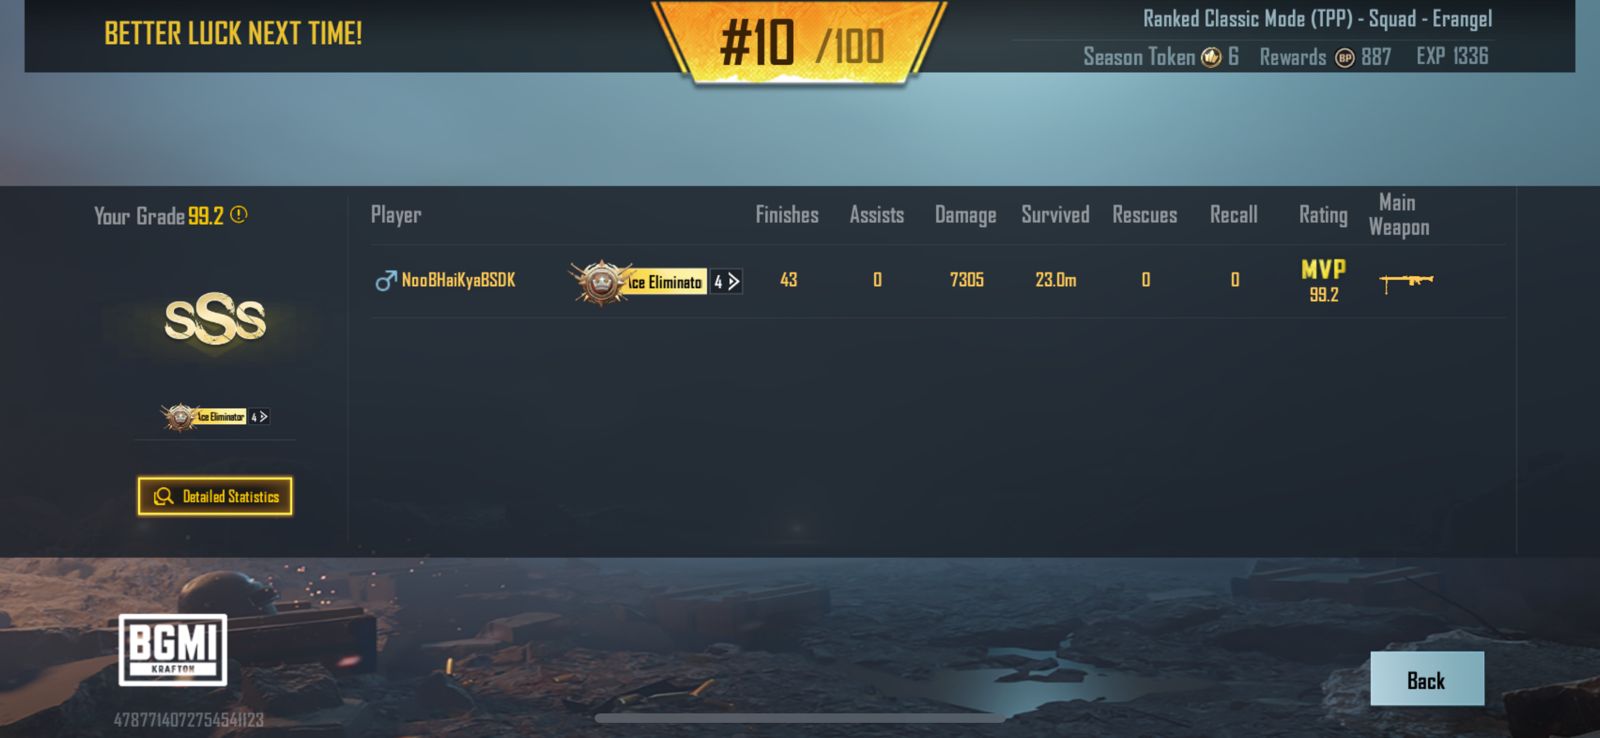 BETTER LUCK NEXT TIME!
#10 /100
Ranked Classic Mode (TPP) - Squad - Erangel
Season Token 6 Rewards BP 887 EXP 1336
Your Grade 99.2
Player Finishes Assists Damage Survived Rescues Recall Rating Main Weapon
NooBHaiKyaBSDK Ace Eliminato 4 43 0 7305 23.0m 0 0 MVP 99.2
SSS
Ace Eliminator 4
Detailed Statistics
BGMI
KRAFTON
Back
4787714072754541123